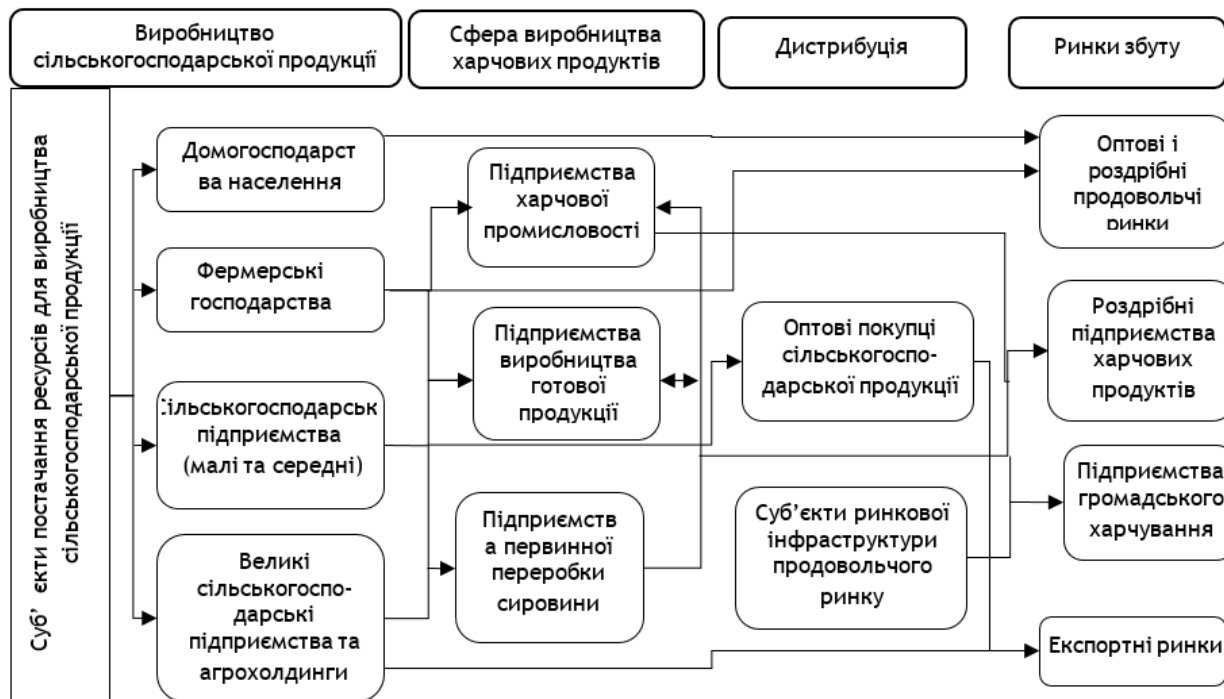 Виробництво
сільськогосподарської продукції
Сфера виробництва
харчових продуктів
Дистрибуція
Ринки збуту
Суб’ єкти постачання ресурсів для виробництва
сільськогосподарської продукції
Домогосподарст
ва населення
Фермерські
господарства
Сільськогосподарськ
підприємства
(малі та середні)
Великі
сільськогоспо-
дарські
підприємства та
агрохолдинги
Підприємства
харчової
промисловості
Підприємства
виробництва
готової
продукції
Підприємств
а первинної
переробки
сировини
Оптові покупці
сільськогоспо-
дарської продукції
Суб’єкти ринкової
інфраструктури
продовольчого
ринку
Оптові і
роздрібні
продовольчі
ринки
Роздрібні
підприємства
харчових
продуктів
Підприємства
громадського
харчування
Експортні ринки